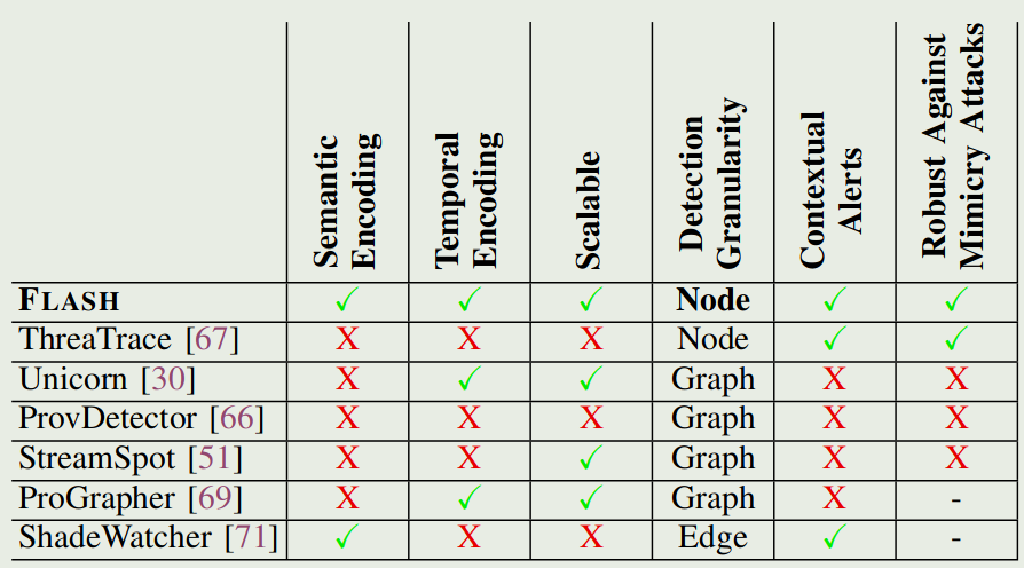 Semantic Encoding Temporal Encoding Scalable Detection Granularity Contextual Alerts Robust Against Mimicry Attacks
FLASH ✓ ✓ ✓ Node ✓ ✓
ThreaTrace [67] X X X Node ✓ ✓
Unicorn [30] X ✓ ✓ Graph X X
ProvDetector [66] X X X Graph X X
StreamSpot [51] X X ✓ Graph X X
ProGrapher [69] X ✓ ✓ Graph X -
ShadeWatcher [71] ✓ X X Edge ✓ -